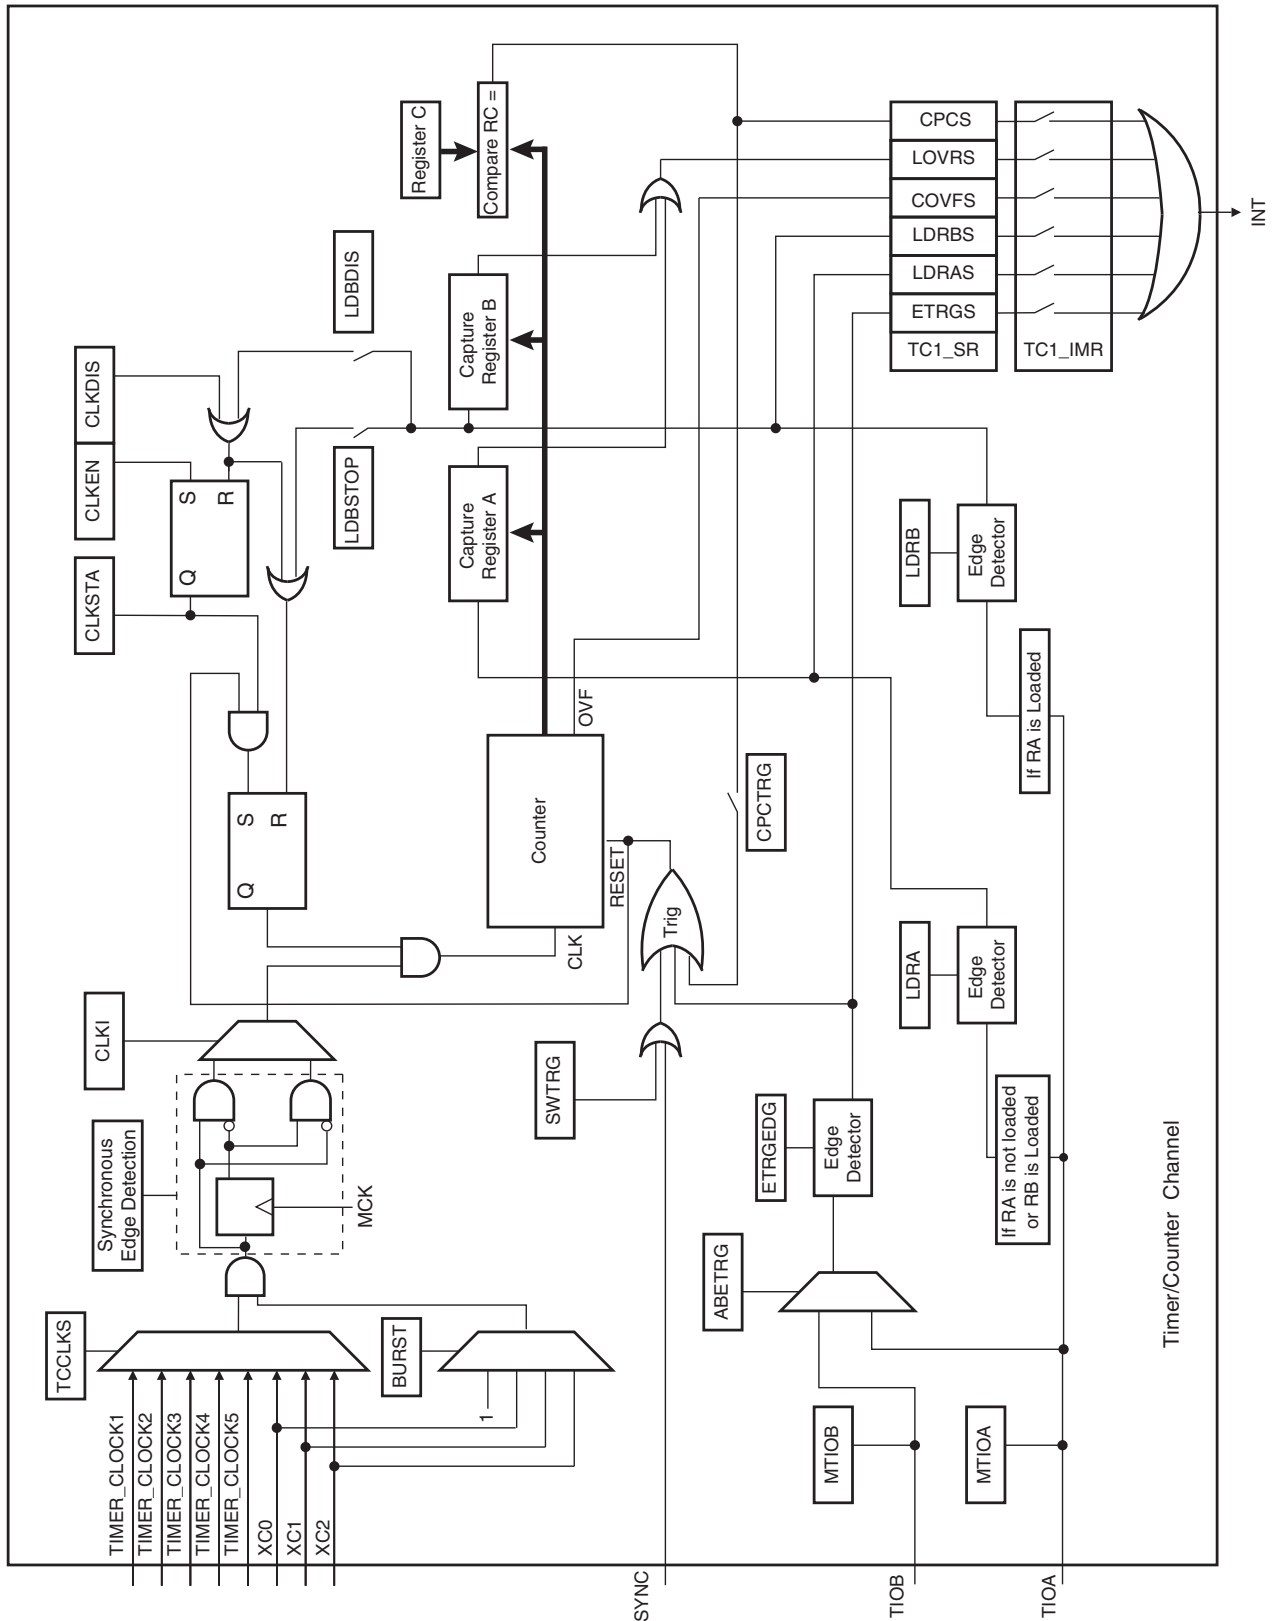 TCCLKS
TIMER_CLOCK1
TIMER_CLOCK2
TIMER_CLOCK3
TIMER_CLOCK4
TIMER_CLOCK5
XC0
XC1
XC2
BURST
1
Synchronous
Edge Detection
MCK
CLKI
CLKSTA
CLKEN
CLKDIS
Q
S
R
Q
S
R
LDBSTOP
LDBDIS
Register C
Capture
Register A
Capture
Register B
Compare RC =
SWTRG
CLK
Counter
OVF
RESET
Trig
SYNC
CPCTRG
ABETRG
ETRGEDG
Edge
Detector
MTIOB
TIOB
MTIOA
TIOA
LDRA
Edge
Detector
If RA is not loaded
or RB is Loaded
LDRB
Edge
Detector
If RA is Loaded
CPCS
LOVRS
COVFS
LDRBS
LDRAS
ETRGS
TC1_SR
TC1_IMR
INT
Timer/Counter Channel